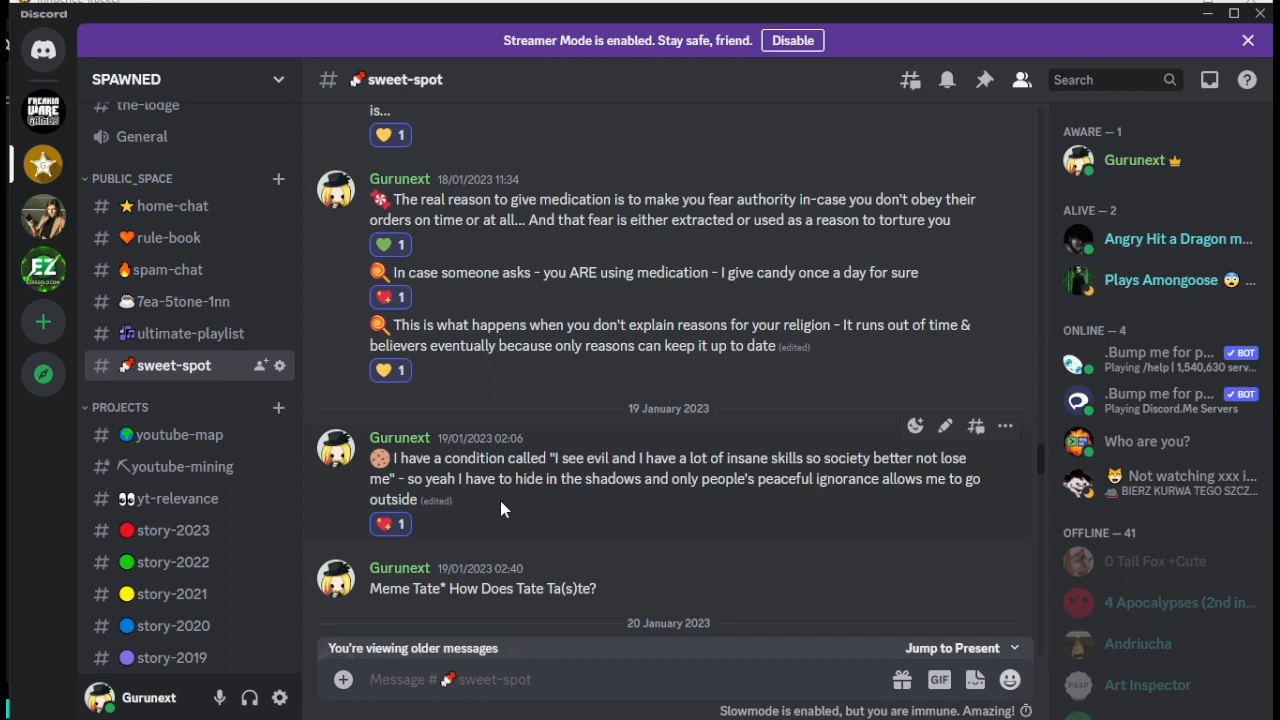 Discord
Streamer Mode is enabled. Stay safe, friend. Disable
SPAWNED
# sweet-spot
Search
the-lodge
General
PUBLIC_SPACE
home-chat
rule-book
spam-chat
7ea-5tone-1nn
ultimate-playlist
sweet-spot
PROJECTS
youtube-map
youtube-mining
yt-relevance
story-2023
story-2022
story-2021
story-2020
story-2019
Gurunext
is...
1
Gurunext 18/01/2023 11:34
The real reason to give medication is to make you fear authority in-case you don't obey their
orders on time or at all... And that fear is either extracted or used as a reason to torture you
1
In case someone asks - you ARE using medication - I give candy once a day for sure
1
This is what happens when you don't explain reasons for your religion - It runs out of time &
believers eventually because only reasons can keep it up to date (edited)
1
19 January 2023
Gurunext 19/01/2023 02:06
I have a condition called "I see evil and I have a lot of insane skills so society better not lose
me" - so yeah I have to hide in the shadows and only people's peaceful ignorance allows me to go
outside (edited)
1
Gurunext 19/01/2023 02:40
Meme Tate* How Does Tate Ta(s)te?
20 January 2023
You're viewing older messages Jump to Present
Message # sweet-spot
GIF
Slowmode is enabled, but you are immune. Amazing!
AWARE — 1
Gurunext
ALIVE — 2
Angry Hit a Dragon m...
Plays Amongoose ...
ONLINE — 4
.Bump me for p... BOT
Playing /help | 1,540,630 serv...
.Bump me for p... BOT
Playing Discord.Me Servers
Who are you?
Not watching xxx i...
BIERZ KURWA TEGO SZCZ...
OFFLINE — 41
0 Tail Fox +Cute
4 Apocalypses (2nd in...
Andriucha
Art Inspector
FREAKIN
WARE
GAMES
EZ